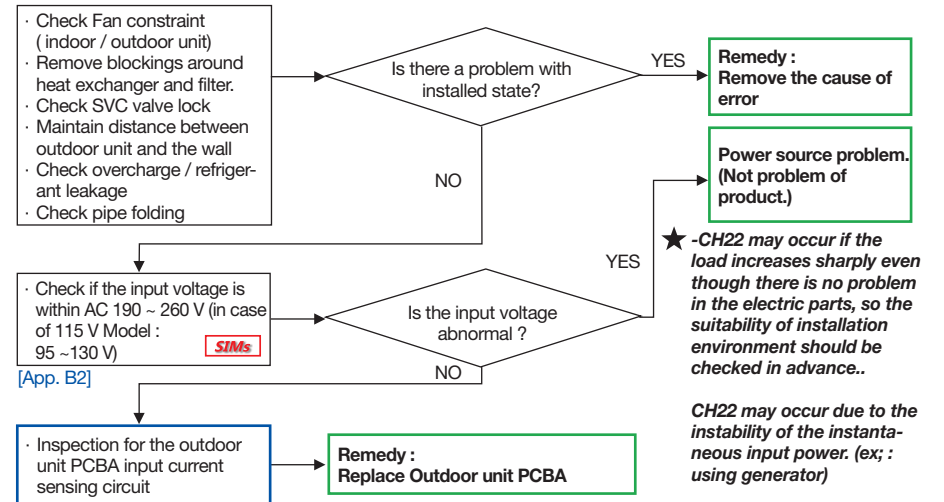 · Check Fan constraint
( indoor / outdoor unit)
· Remove blockings around
heat exchanger and filter.
· Check SVC valve lock
· Maintain distance between
outdoor unit and the wall
· Check overcharge / refriger-
ant leakage
· Check pipe folding
Is there a problem with
installed state?
YES
Remedy :
Remove the cause of
error
NO
Power source problem.
(Not problem of
product.)
★ -CH22 may occur if the
load increases sharply even
though there is no problem
in the electric parts, so the
suitability of installation
environment should be
checked in advance..
CH22 may occur due to the
instability of the instanta-
neous input power. (ex; :
using generator)
· Check if the input voltage is
within AC 190 ~ 260 V (in case
of 115 V Model :
95 ~130 V)
SIMs
[App. B2]
Is the input voltage
abnormal ?
YES
NO
· Inspection for the outdoor
unit PCBA input current
sensing circuit
Remedy :
Replace Outdoor unit PCBA